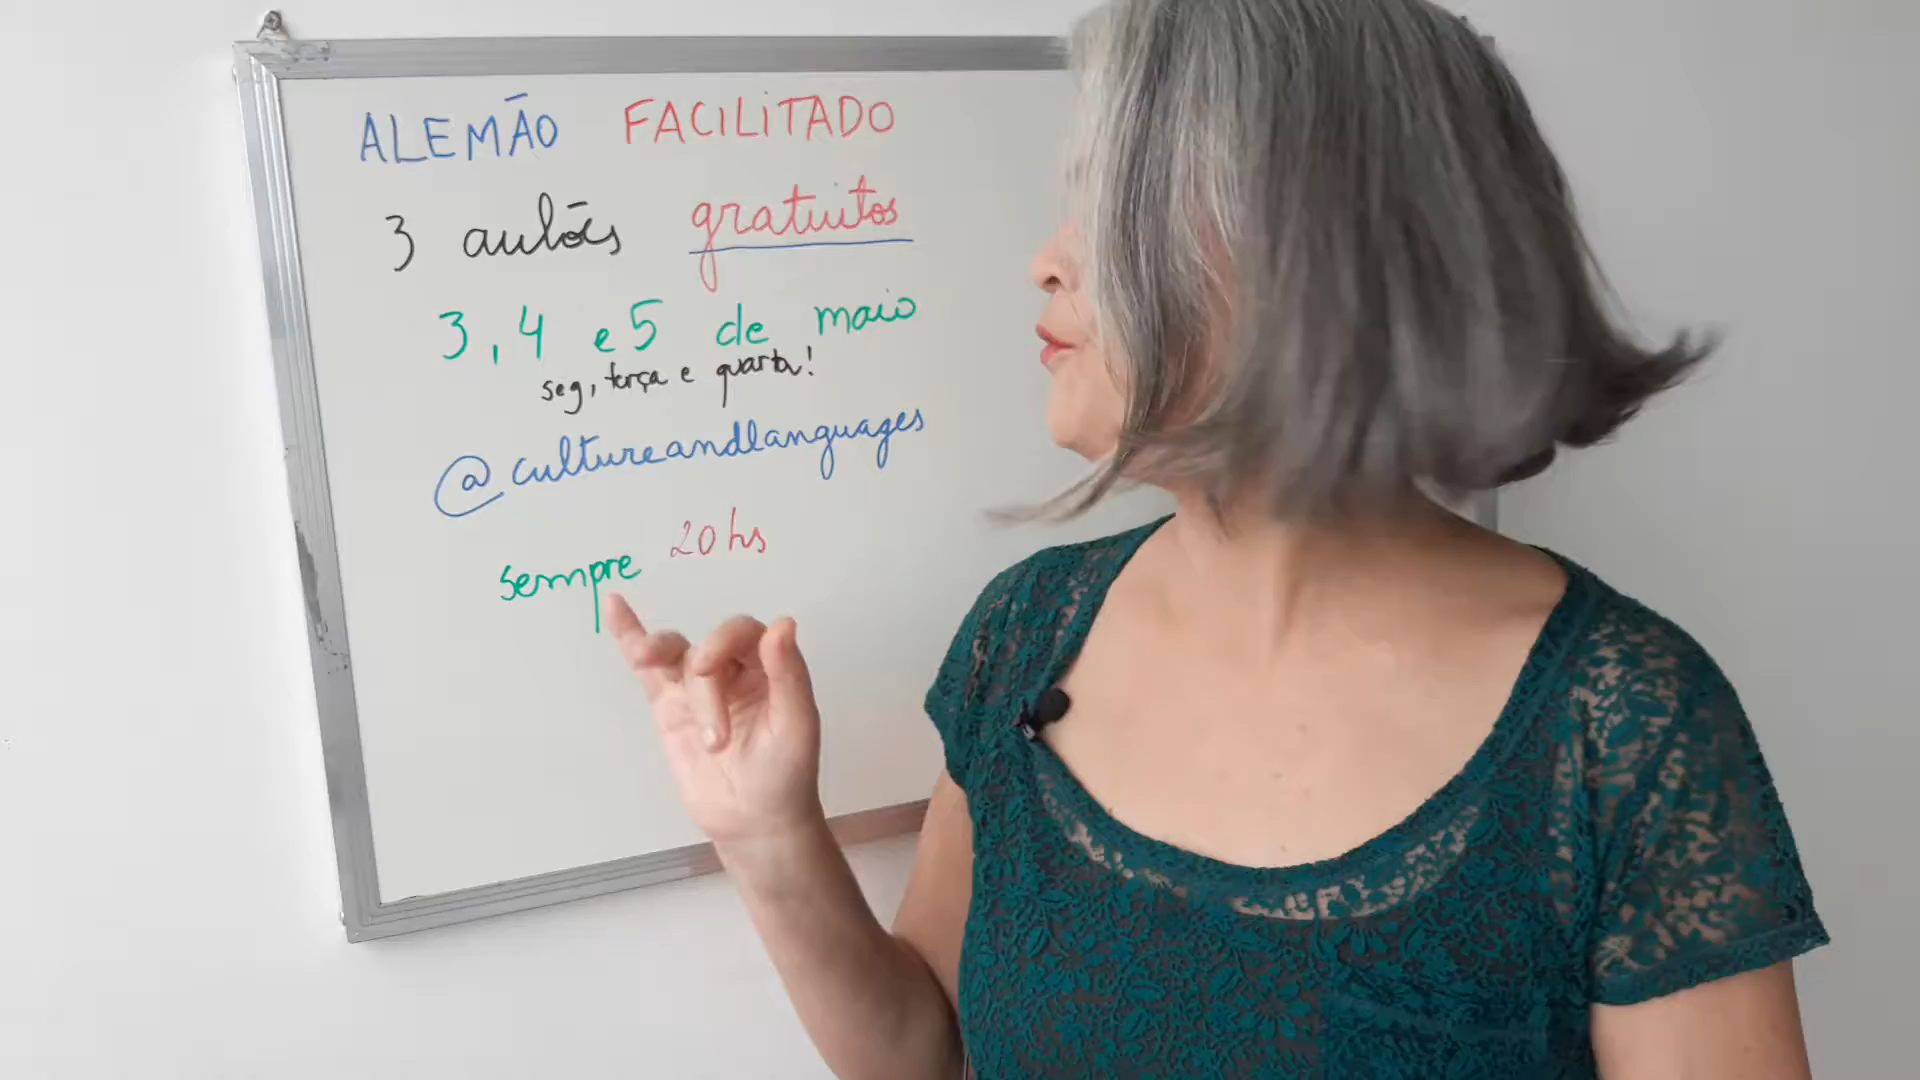 ALEMÃO FACILITADO
3 aulões gratuitos
3, 4 e 5 de maio
seg, terça e quarta!
@cultureandlanguages
sempre 20 hs